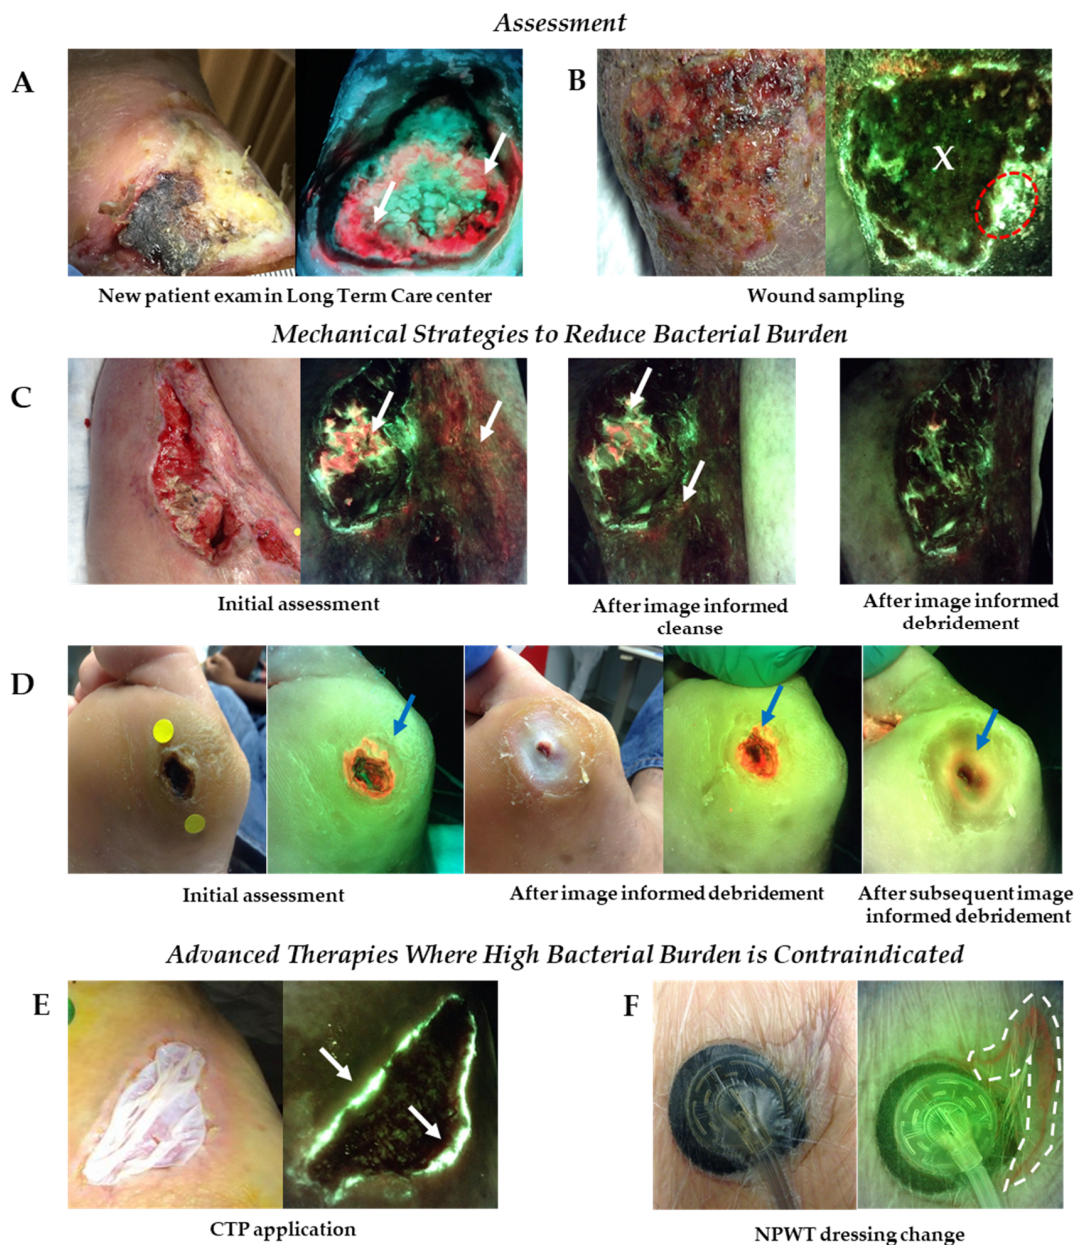 Assessment
A
B
X
New patient exam in Long Term Care center
Wound sampling
Mechanical Strategies to Reduce Bacterial Burden
C
Initial assessment
After image informed
cleanse
After image informed
debridement
D
Initial assessment
After image informed debridement
After subsequent image
informed debridement
Advanced Therapies Where High Bacterial Burden is Contraindicated
E
F
CTP application
NPWT dressing change